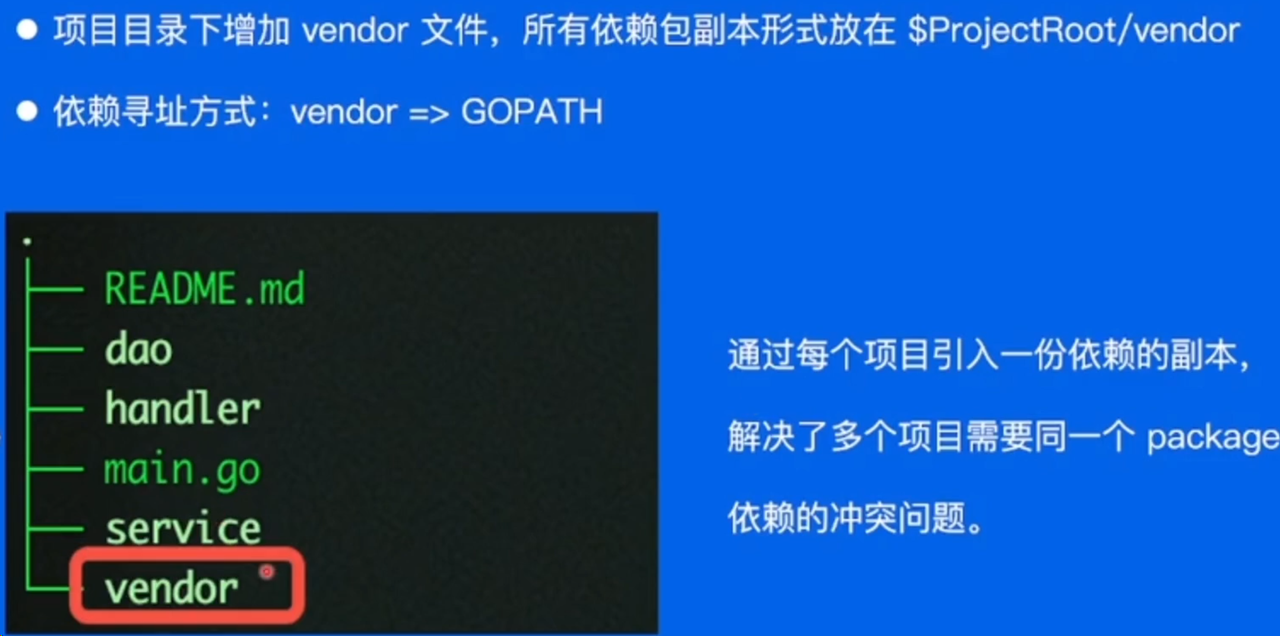 项目目录下增加 vendor 文件，所有依赖包副本形式放在 $ProjectRoot/vendor
依赖寻址方式：vendor => GOPATH
.
README.md
dao
handler
main.go
service
vendor
通过每个项目引入一份依赖的副本，
解决了多个项目需要同一个 package
依赖的冲突问题。